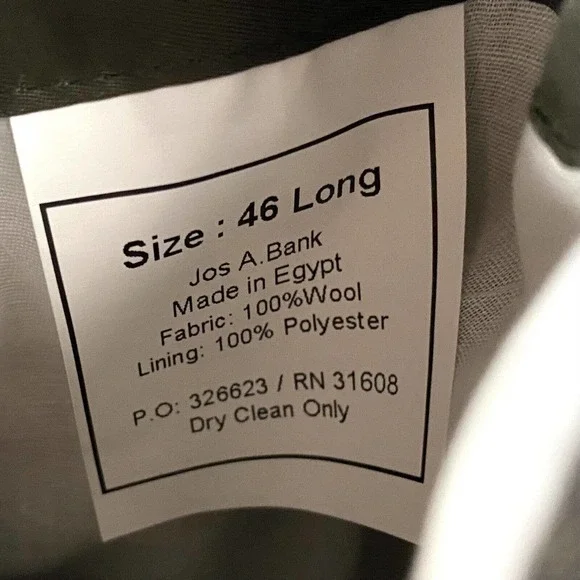 Size : 46 Long
Jos A.Bank
Made in Egypt
Fabric: 100%Wool
Lining: 100% Polyester
P.O: 326623 / RN 31608
Dry Clean Only